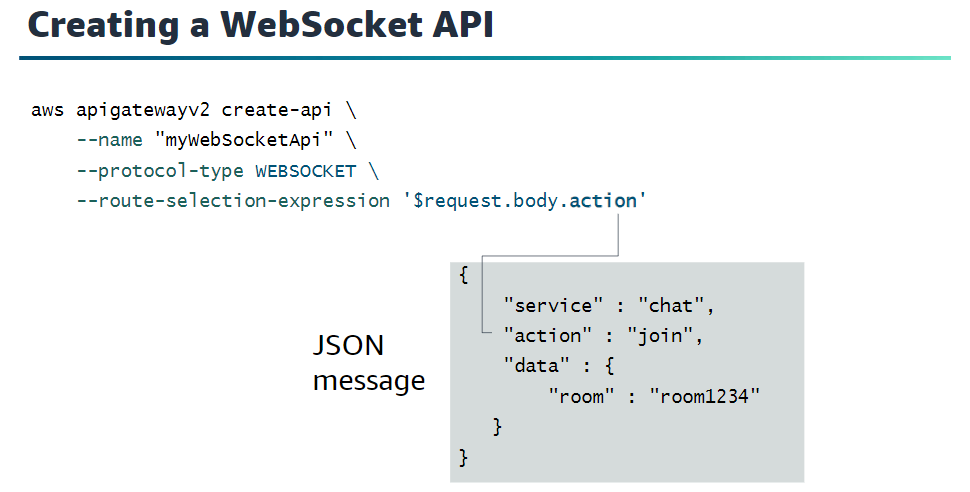 Creating a WebSocket API
aws apigatewayv2 create-api \
--name "myWebSocketApi" \
--protocol-type WEBSOCKET \
--route-selection-expression '$request.body.action'
{
"service" : "chat",
"action" : "join",
"data" : {
"room" : "room1234"
}
}
JSON
message